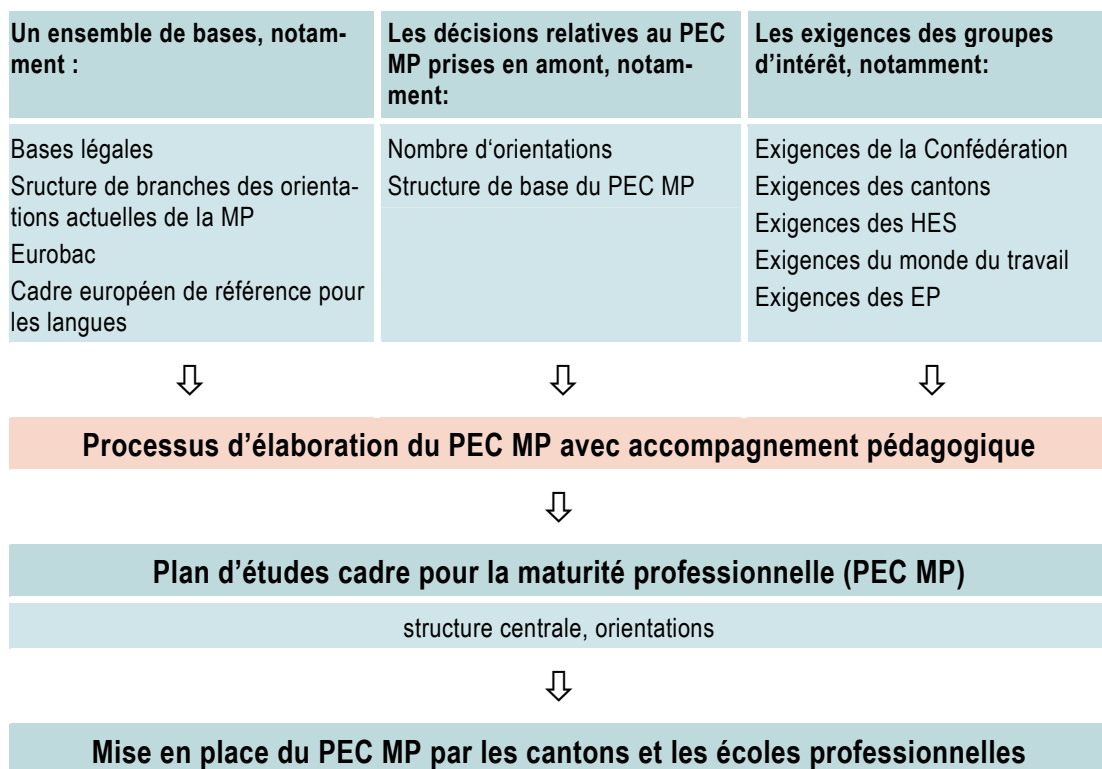 Un ensemble de bases, notam-
ment :
Les décisions relatives au PEC
MP prises en amont, notam-
ment:
Les exigences des groupes
d’intérêt, notamment:
Bases légales
Sructure de branches des orienta-
tions actuelles de la MP
Eurobac
Cadre européen de référence pour
les langues
Nombre d‘orientations
Structure de base du PEC MP
Exigences de la Confédération
Exigences des cantons
Exigences des HES
Exigences du monde du travail
Exigences des EP
Processus d’élaboration du PEC MP avec accompagnement pédagogique
Plan d’études cadre pour la maturité professionnelle (PEC MP)
structure centrale, orientations
Mise en place du PEC MP par les cantons et les écoles professionnelles